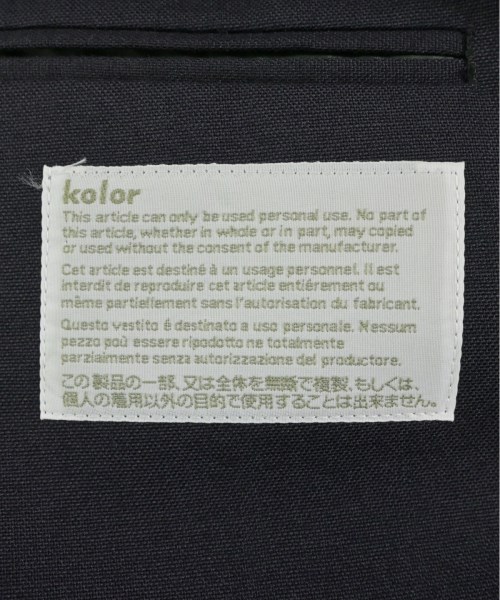 kolor
This article can only be used personal use. No part of
this article, whether in whole or in part, may copied
or used without the consent of the manufacturer.
Cet article est destiné à un usage personnel. Il est
interdit de reproduire cet article entiérement ou
même partiellement sans l'autorisation du fabricant.
Questo vestito é destinato a uso personale. Nessum
pezzo può essere ripodotto ne totalmente
parzialmente senza autorizzazione del produttore.
この製品の一部、又は全体を無断で複製、もしくは、
個人の着用以外の目的で使用することは出来ません。